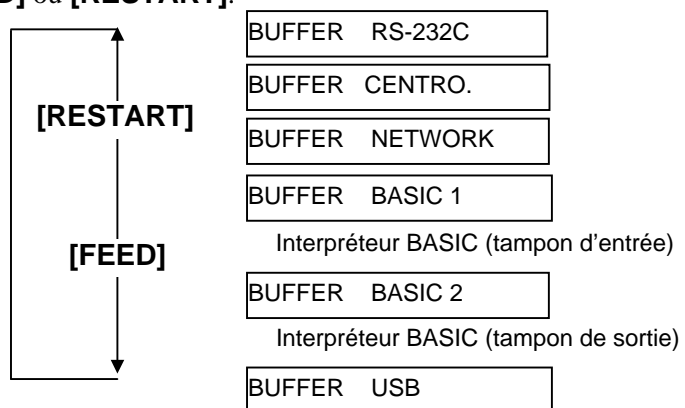 ou [RESTART].
BUFFER RS-232C
BUFFER CENTRO.
[RESTART]
BUFFER NETWORK
BUFFER BASIC 1
Interpréteur BASIC (tampon d'entrée)
[FEED]
BUFFER BASIC 2
Interpréteur BASIC (tampon de sortie)
BUFFER USB